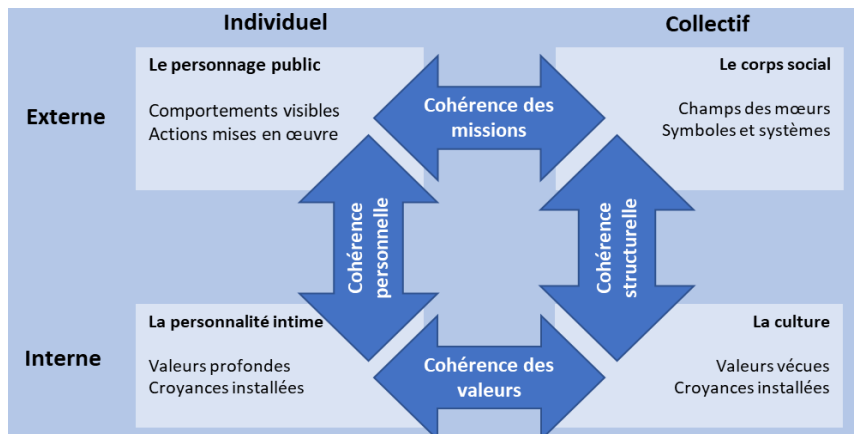 Individuel
Collectif
Externe
Le personnage public
Comportements visibles
Actions mises en œuvre
Cohérence des
missions
Le corps social
Champs des mœurs
Symboles et systèmes
Cohérence
personnelle
Cohérence
structurelle
Interne
La personnalité intime
Valeurs profondes
Croyances installées
Cohérence des
valeurs
La culture
Valeurs vécues
Croyances installées